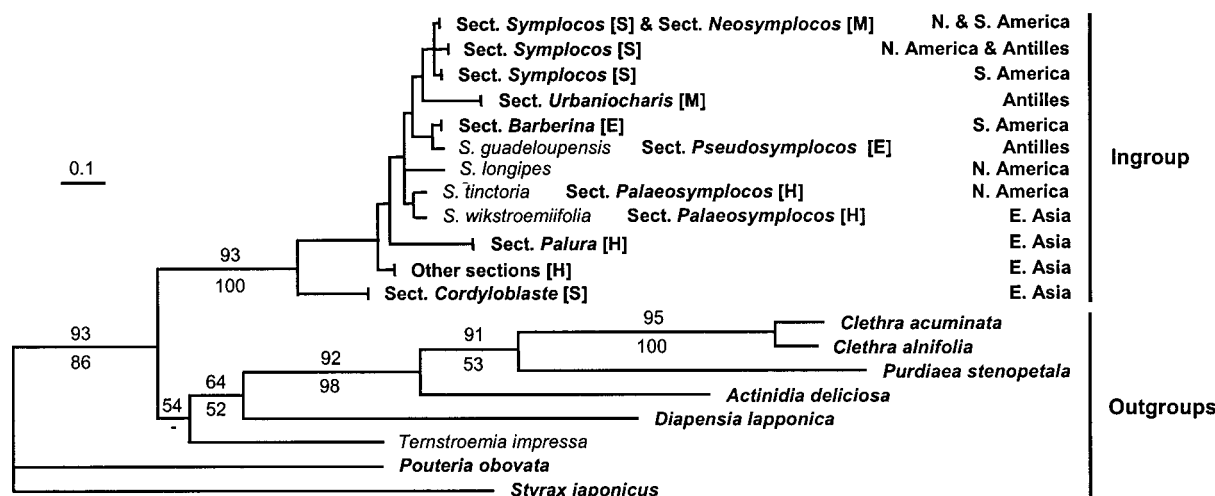 Sect. Symplocos [S] & Sect. Neosymplocos [M] N. & S. America
Sect. Symplocos [S] N. America & Antilles
Sect. Symplocos [S] S. America
Sect. Urbaniocharis [M] Antilles
Sect. Barberina [E] S. America
S. guadeloupensis Sect. Pseudosymplocos [E] Antilles
Ingroup
0.1
S. longipes N. America
S. tinctoria Sect. Palaeosymplocos [H] N. America
S. wikstroemiifolia Sect. Palaeosymplocos [H] E. Asia
Sect. Palura [H] E. Asia
93
Other sections [H] E. Asia
100
Sect. Cordyloblaste [S] E. Asia
95
Clethra acuminata
93
91
100
Clethra alnifolia
86
92
53
Purdiaea stenopetala
64
98
Actinidia deliciosa
54
52
Outgroups
-
Diapensia lapponica
Ternstroemia impressa
Pouteria obovata
Styrax japonicus